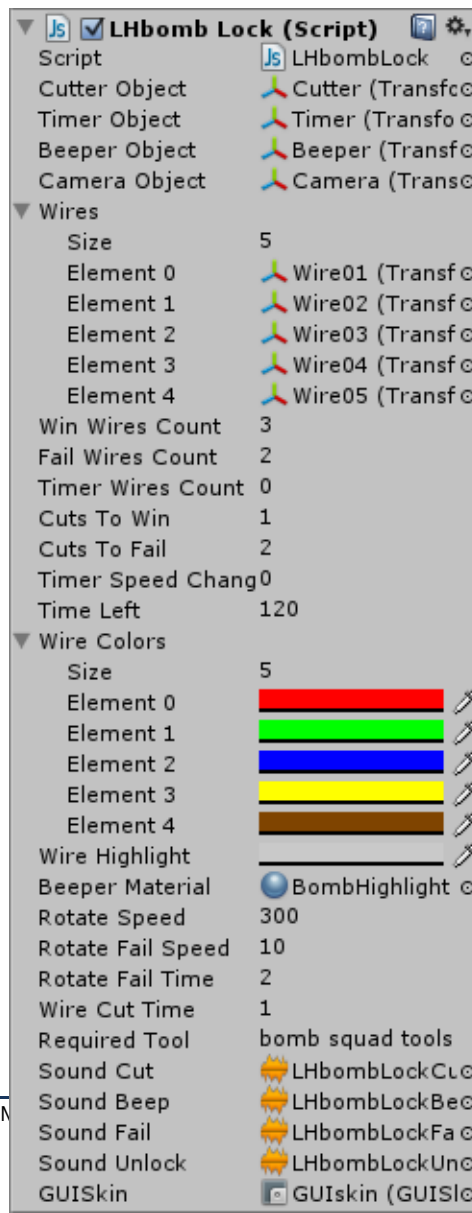 LHbomb Lock (Script)
Script LHbombLock
Cutter Object Cutter (Transfc
Timer Object Timer (Transfo
Beeper Object Beeper (Transf
Camera Object Camera (Trans
Wires
Size 5
Element 0 Wire01 (Transf
Element 1 Wire02 (Transf
Element 2 Wire03 (Transf
Element 3 Wire04 (Transf
Element 4 Wire05 (Transf
Win Wires Count 3
Fail Wires Count 2
Timer Wires Count 0
Cuts To Win 1
Cuts To Fail 2
Timer Speed Chang 0
Time Left 120
Wire Colors
Size 5
Element 0
Element 1
Element 2
Element 3
Element 4
Wire Highlight
Beeper Material BombHighlight
Rotate Speed 300
Rotate Fail Speed 10
Rotate Fail Time 2
Wire Cut Time 1
Required Tool bomb squad tools
Sound Cut LHbombLockCu
Sound Beep LHbombLockBe
Sound Fail LHbombLockFa
Sound Unlock LHbombLockUn
GUISkin GUIskin (GUISk